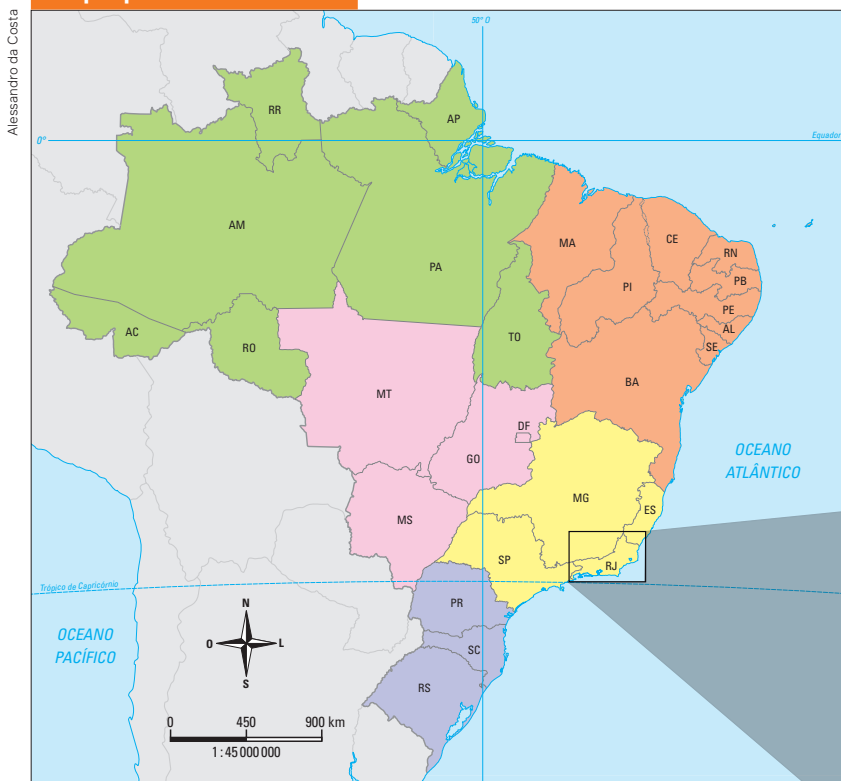 Alessandro da Costa
50° O
0°
Equador
RR
AP
AM
PA
MA
CE
RN
PB
PI
PE
AL
SE
AC
RO
TO
BA
MT
DF
GO
MG
ES
MS
SP
RJ
OCEANO
ATLÂNTICO
Trópico de Capricórnio
PR
SC
RS
OCEANO
PACÍFICO
N
O
L
S
0 450 900 km
1 : 45 000 000